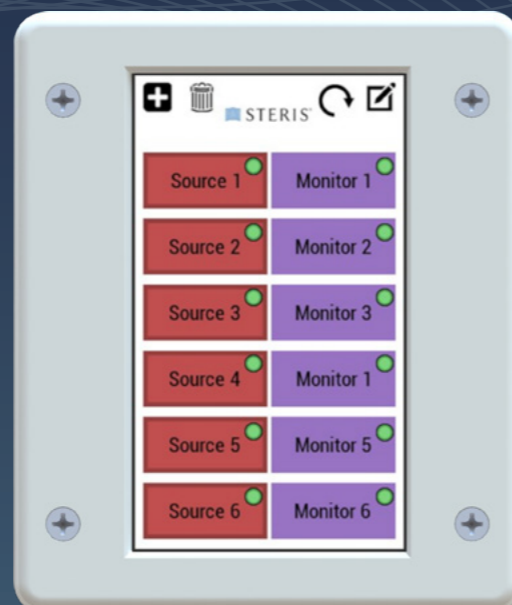 STERIS
Source 1 Monitor 1
Source 2 Monitor 2
Source 3 Monitor 3
Source 4 Monitor 1
Source 5 Monitor 5
Source 6 Monitor 6